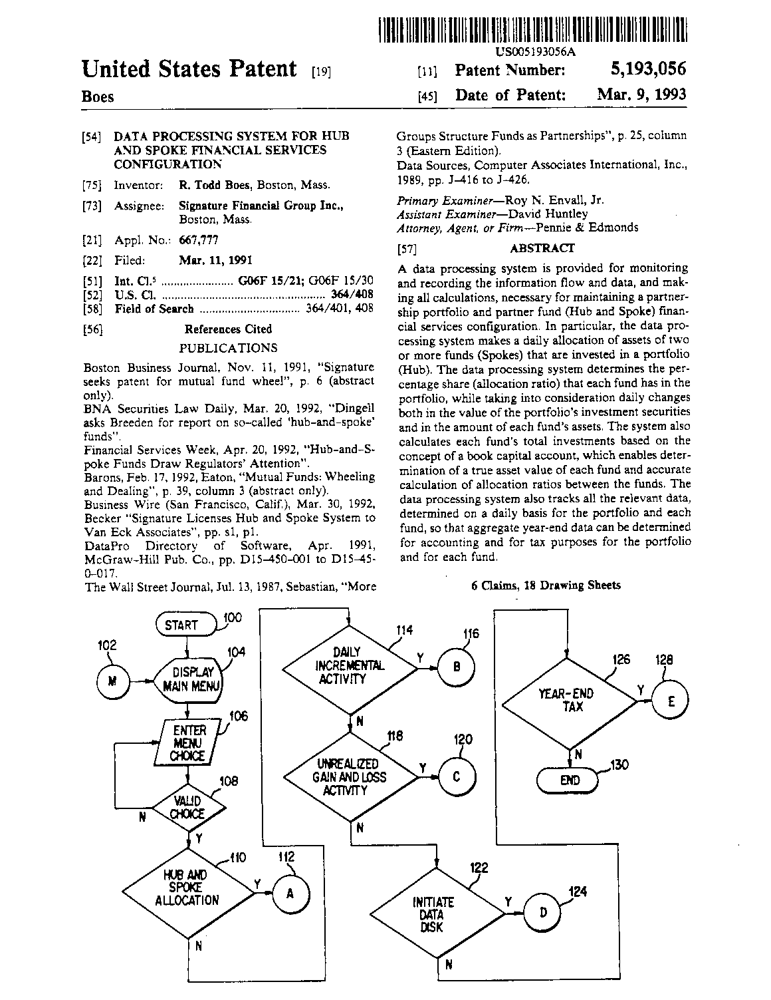 US005193056A
United States Patent [19]
Boes
[11] Patent Number: 5,193,056
[45] Date of Patent: Mar. 9, 1993
[54] DATA PROCESSING SYSTEM FOR HUB
AND SPOKE FINANCIAL SERVICES
CONFIGURATION
[75] Inventor: R. Todd Boes, Boston, Mass.
[73] Assignee: Signature Financial Group Inc.,
Boston, Mass.
[21] Appl. No.: 667,777
[22] Filed: Mar. 11, 1991
[51] Int. Cl.⁵ ....................... G06F 15/21; G06F 15/30
[52] U.S. Cl. .................................................. 364/408
[58] Field of Search ............................... 364/401, 408
[56] References Cited
PUBLICATIONS
Boston Business Journal, Nov. 11, 1991, "Signature
seeks patent for mutual fund wheel", p. 6 (abstract
only).
BNA Securities Law Daily, Mar. 20, 1992, "Dingell
asks Breeden for report on so-called 'hub-and-spoke'
funds".
Financial Services Week, Apr. 20, 1992, "Hub-and-S-
poke Funds Draw Regulators' Attention".
Barons, Feb. 17, 1992, Eaton, "Mutual Funds: Wheeling
and Dealing", p. 39, column 3 (abstract only).
Business Wire (San Francisco, Calif.), Mar. 30, 1992,
Becker "Signature Licenses Hub and Spoke System to
Van Eck Associates", pp. s1, p1.
DataPro Directory of Software, Apr. 1991,
McGraw-Hill Pub. Co., pp. D15-450-001 to D15-45-
0-017.
The Wall Street Journal, Jul. 13, 1987, Sebastian, "More
Groups Structure Funds as Partnerships", p. 25, column
3 (Eastern Edition).
Data Sources, Computer Associates International, Inc.,
1989, pp. J-416 to J-426.
Primary Examiner—Roy N. Envall, Jr.
Assistant Examiner—David Huntley
Attorney, Agent, or Firm—Pennie & Edmonds
[57] ABSTRACT
A data processing system is provided for monitoring
and recording the information flow and data, and mak-
ing all calculations, necessary for maintaining a partner-
ship portfolio and partner fund (Hub and Spoke) finan-
cial services configuration. In particular, the data pro-
cessing system makes a daily allocation of assets of two
or more funds (Spokes) that are invested in a portfolio
(Hub). The data processing system determines the per-
centage share (allocation ratio) that each fund has in the
portfolio, while taking into consideration daily changes
both in the value of the portfolio's investment securities
and in the amount of each fund's assets. The system also
calculates each fund's total investments based on the
concept of a book capital account, which enables deter-
mination of a true asset value of each fund and accurate
calculation of allocation ratios between the funds. The
data processing system also tracks all the relevant data,
determined on a daily basis for the portfolio and each
fund, so that aggregate year-end data can be determined
for accounting and for tax purposes for the portfolio
and for each fund.
6 Claims, 18 Drawing Sheets
START
100
102
M
104
DISPLAY
MAIN MENU
106
ENTER
MENU
CHOICE
108
VALID
CHOICE
N
Y
110
HUB AND
SPOKE
ALLOCATION
Y
112
A
N
114
DAILY
INCREMENTAL
ACTIVITY
Y
116
B
N
118
UNREALIZED
GAIN AND LOSS
ACTIVITY
Y
120
C
N
122
INITIATE
DATA
DISK
Y
124
D
N
126
YEAR-END
TAX
Y
128
E
N
130
END